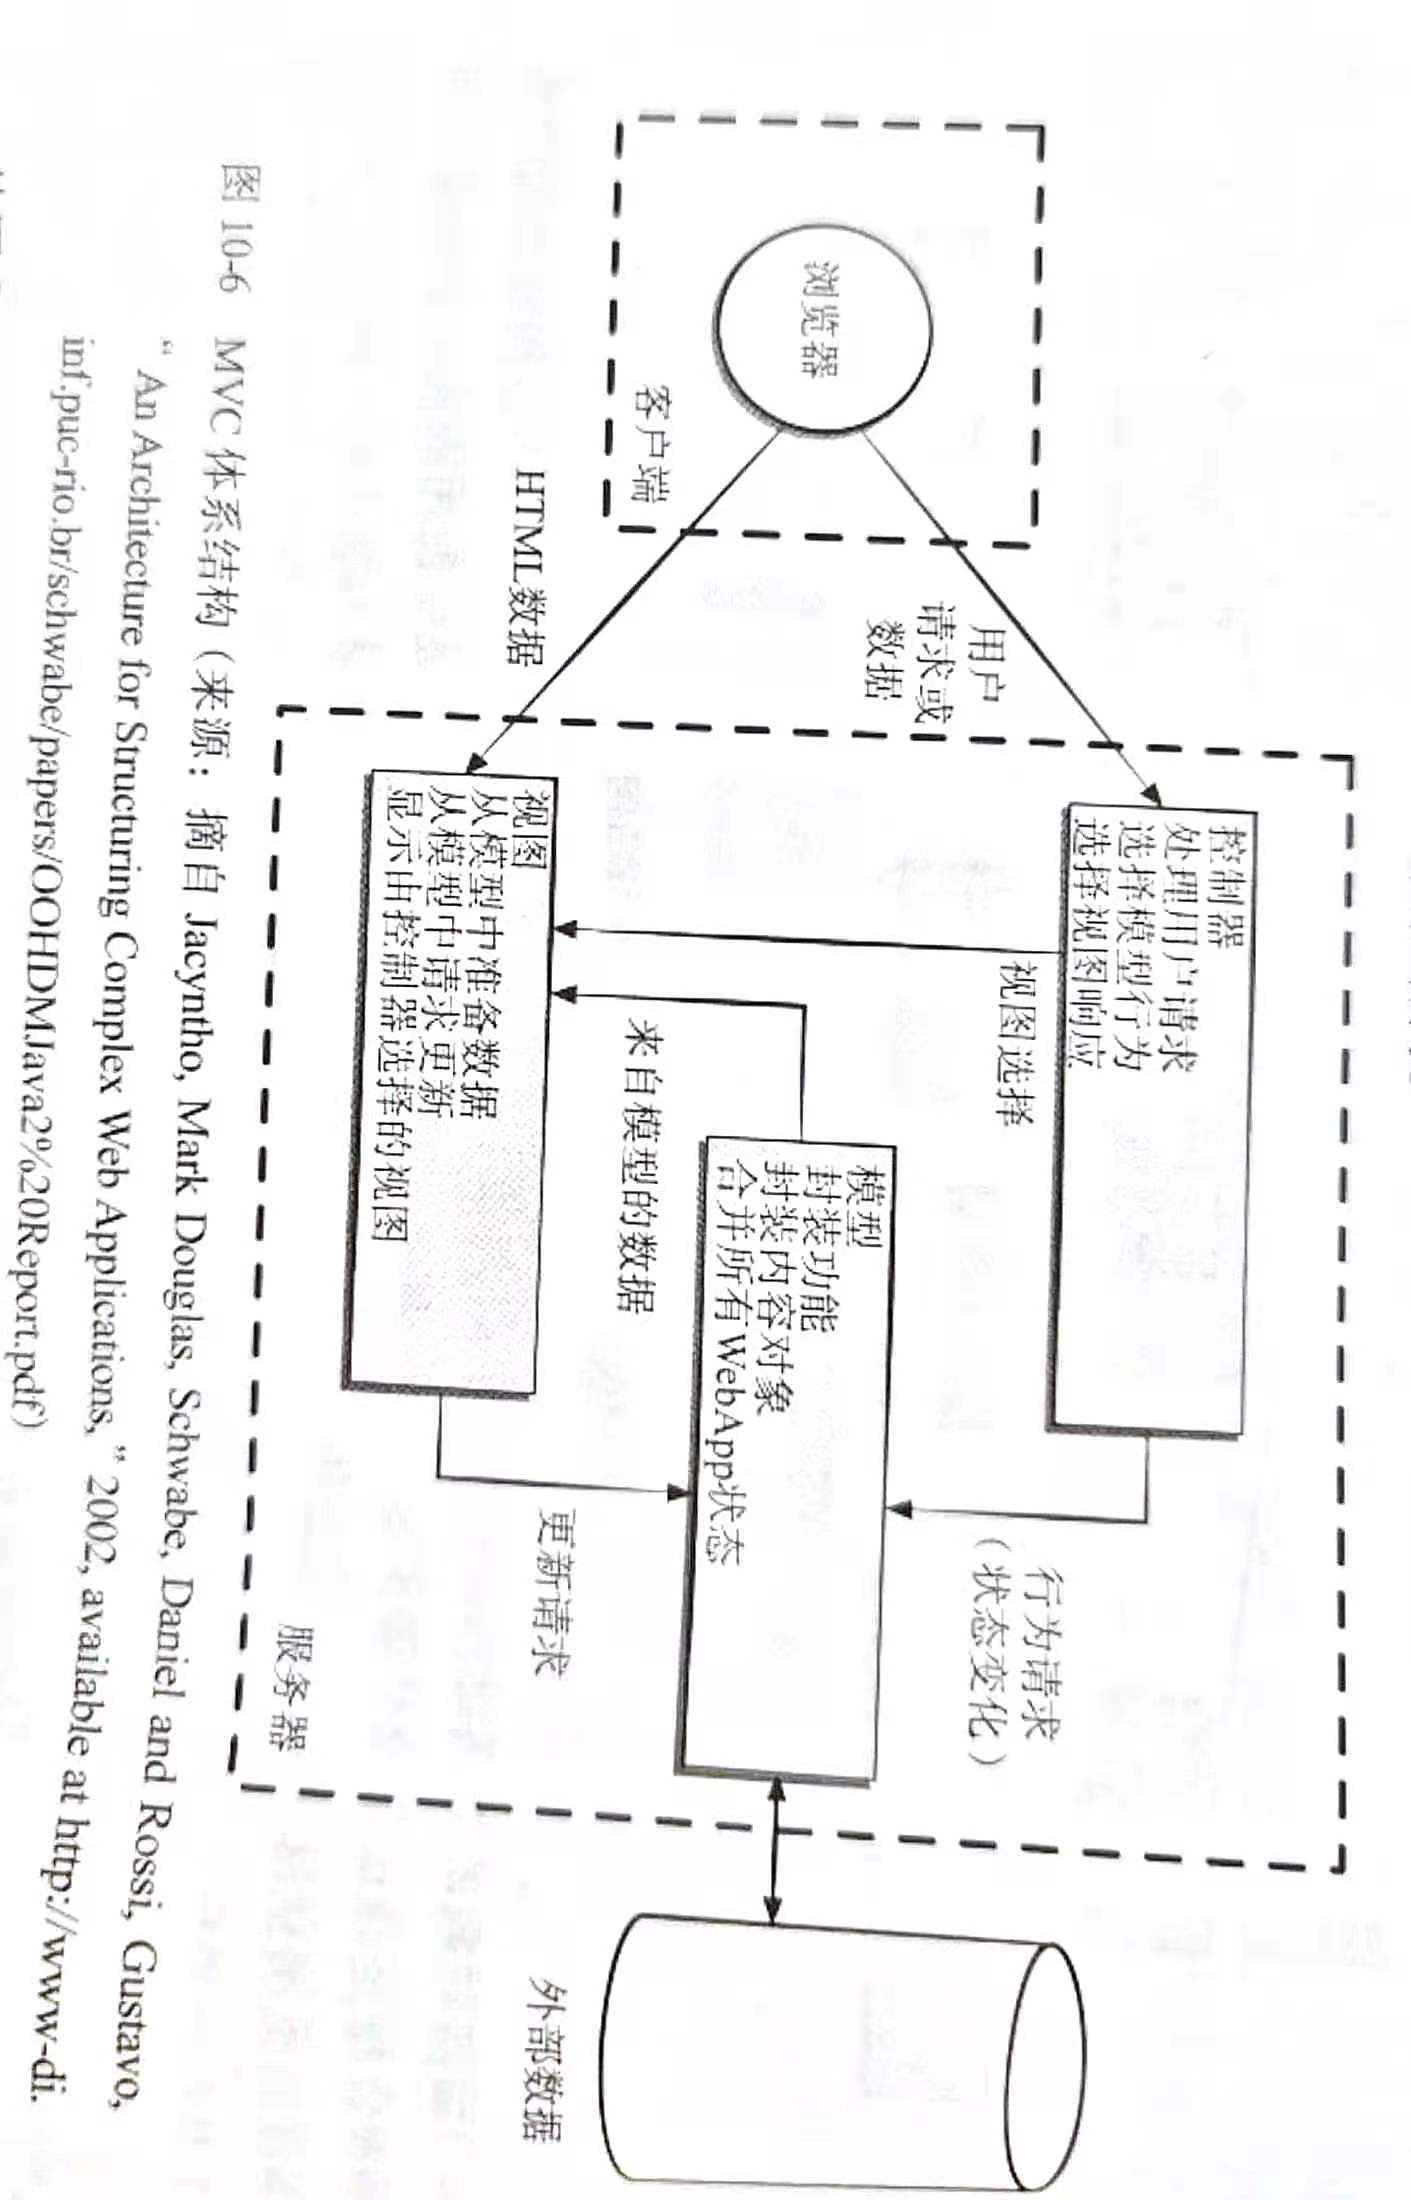 浏览器
客户端
用户
请求或
数据
HTML数据
控制器
处理用户请求
选择模型行为
选择视图响应
视图选择
行为请求
（状态变化）
模型
封装功能
封装内容对象
合并所有WebApp状态
来自模型的数据
视图
从模型中准备数据
从模型中请求更新
显示由控制器选择的视图
更新请求
服务器
外部数据
图 10-6 MVC 体系结构（来源：摘自 Jacyntho, Mark Douglas, Schwabe, Daniel and Rossi, Gustavo,
“ An Architecture for Structuring Complex Web Applications, ” 2002, available at http://www-di.
inf.puc-rio.br/schwabe/papers/OOHDMJava2%20Report.pdf）